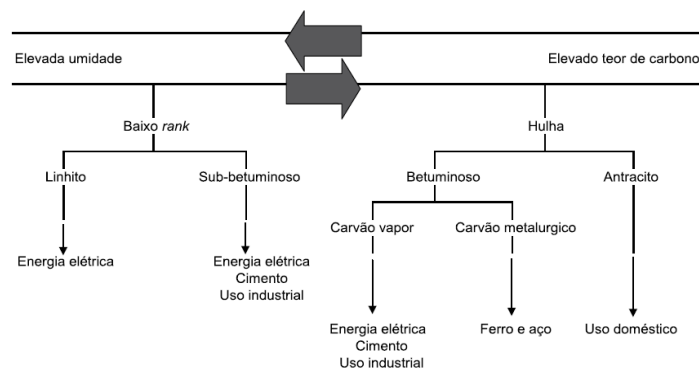 Elevada umidade
Elevado teor de carbono
Baixo rank
Hulha
Linhito
Sub-betuminoso
Betuminoso
Antracito
Carvão vapor
Carvão metalurgico
Energia elétrica
Energia elétrica
Cimento
Uso industrial
Energia elétrica
Cimento
Uso industrial
Ferro e aço
Uso doméstico